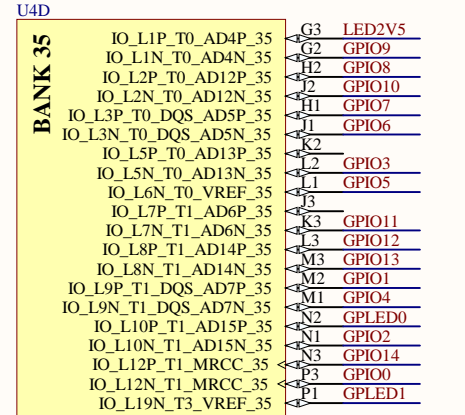 U4D
BANK 35
IO_L1P_T0_AD4P_35 G3 LED2V5
IO_L1N_T0_AD4N_35 G2 GPIO9
IO_L2P_T0_AD12P_35 H2 GPIO8
IO_L2N_T0_AD12N_35 J2 GPIO10
IO_L3P_T0_DQS_AD5P_35 H1 GPIO7
IO_L3N_T0_DQS_AD5N_35 J1 GPIO6
IO_L5P_T0_AD13P_35 K2
IO_L5N_T0_AD13N_35 L2 GPIO3
IO_L6N_T0_VREF_35 L1 GPIO5
IO_L7P_T1_AD6P_35 J3
IO_L7N_T1_AD6N_35 K3 GPIO11
IO_L8P_T1_AD14P_35 L3 GPIO12
IO_L8N_T1_AD14N_35 M3 GPIO13
IO_L9P_T1_DQS_AD7P_35 M2 GPIO1
IO_L9N_T1_DQS_AD7N_35 M1 GPIO4
IO_L10P_T1_AD15P_35 N2 GPLED0
IO_L10N_T1_AD15N_35 N1 GPIO2
IO_L12P_T1_MRCC_35 N3 GPIO14
IO_L12N_T1_MRCC_35 P3 GPIO0
IO_L19N_T3_VREF_35 P1 GPLED1